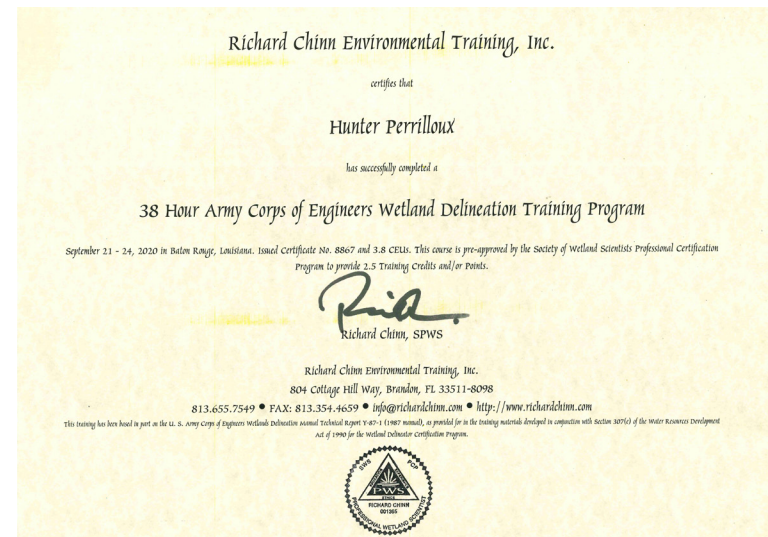 Richard Chinn Environmental Training, Inc.
certifies that
Hunter Perrilloux
has successfully completed a
38 Hour Army Corps of Engineers Wetland Delineation Training Program
September 21 - 24, 2020 in Baton Rouge, Louisiana. Issued Certificate No. 8867 and 3.8 CEUs. This course is pre-approved by the Society of Wetland Scientists Professional Certification
Program to provide 2.5 Training Credits and/or Points.
Richard Chinn, SPWS
Richard Chinn Environmental Training, Inc.
804 Cottage Hill Way, Brandon, FL 33511-8098
813.655.7549 ● FAX: 813.354.4659 ● info@richardchinn.com ● http://www.richardchinn.com
This training has been based in part on the U. S. Army Corps of Engineers Wetlands Delineation Manual Technical Report Y-87-1 (1987 manual), as provided for in the training materials developed in conjunction with Section 307(e) of the Water Resources Development
Act of 1990 for the Wetland Delineator Certification Program.
SWS PCP
PWS
RICHARD CHINN
001365
PROFESSIONAL WETLAND SCIENTIST